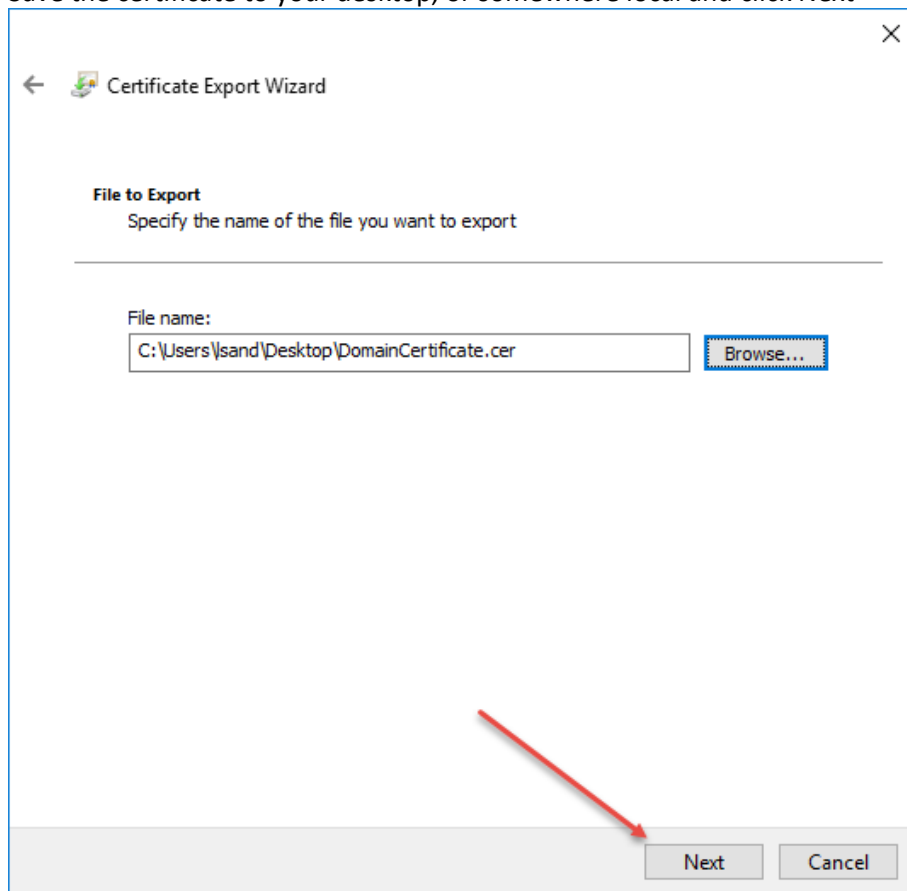 Save the certificate to your desktop, or somewhere local and click Next
Certificate Export Wizard
File to Export
Specify the name of the file you want to export
File name:
C:\Users\lsand\Desktop\DomainCertificate.cer
Browse...
Next
Cancel